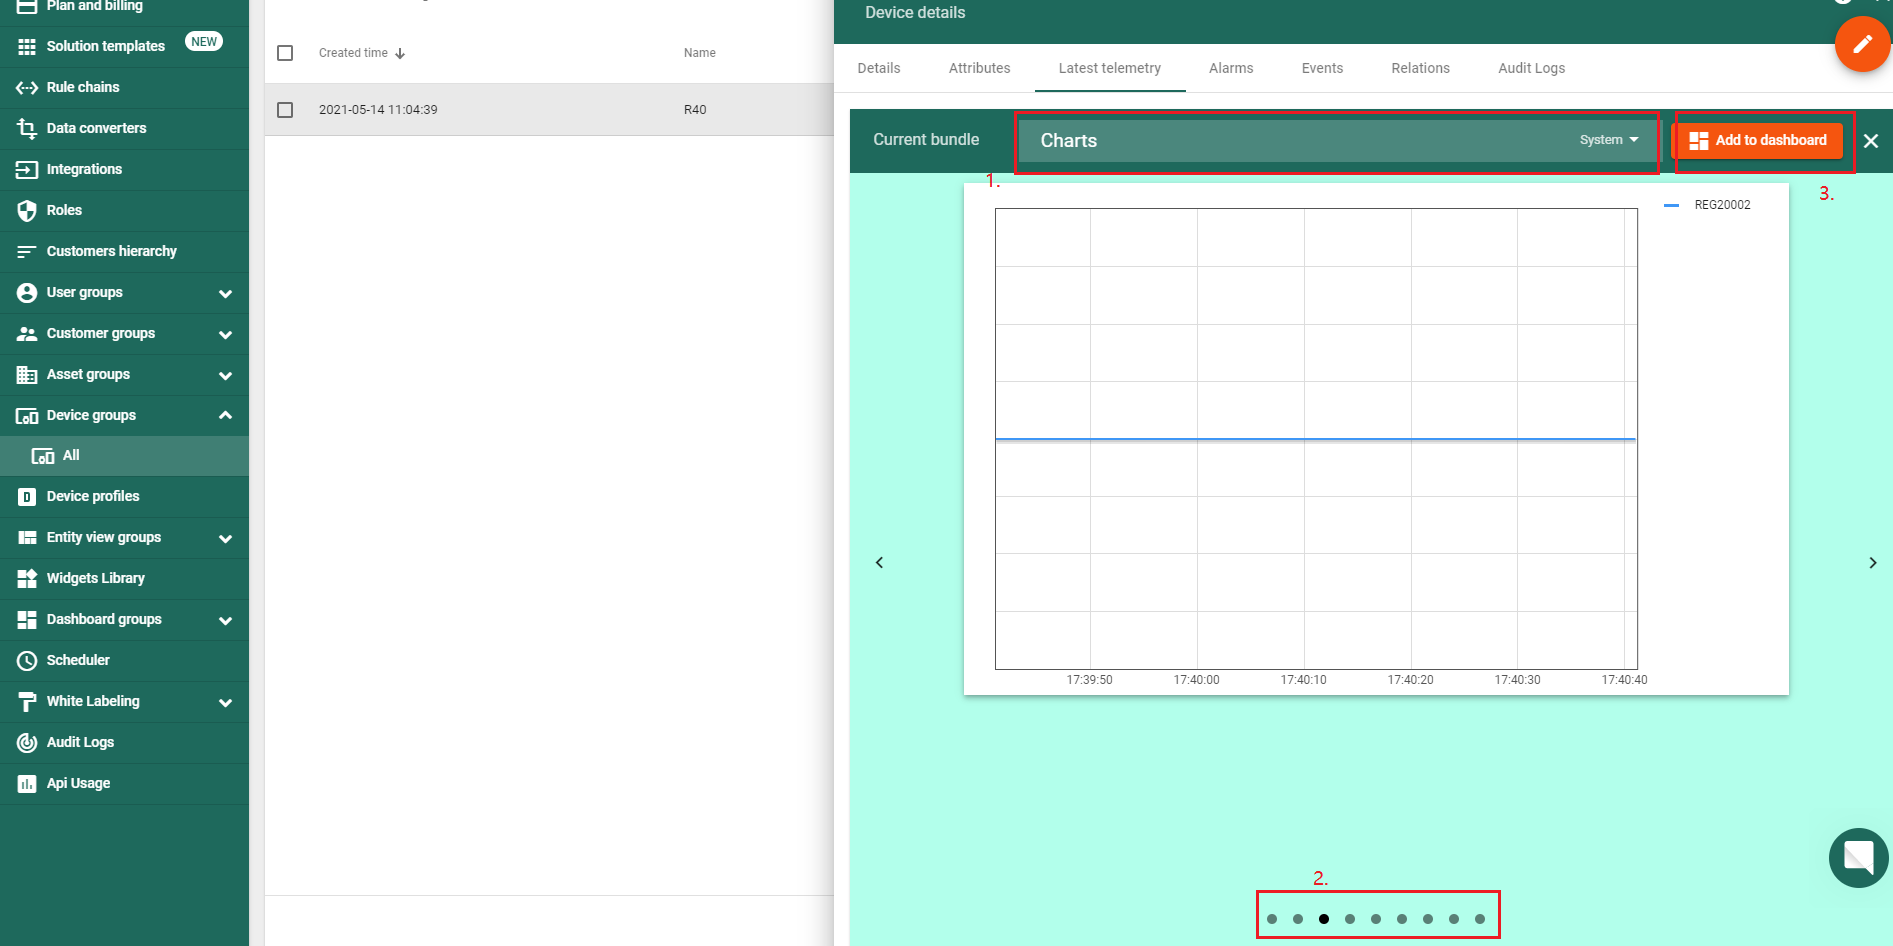 Plan and billing
Solution templates NEW
Rule chains
Data converters
Integrations
Roles
Customers hierarchy
User groups
Customer groups
Asset groups
Device groups
All
Device profiles
Entity view groups
Widgets Library
Dashboard groups
Scheduler
White Labeling
Audit Logs
Api Usage
Created time Name
2021-05-14 11:04:39 R40
Device details
Details Attributes Latest telemetry Alarms Events Relations Audit Logs
Current bundle Charts System Add to dashboard
1.
3.
REG20002
17:39:50 17:40:00 17:40:10 17:40:20 17:40:30 17:40:40
2.